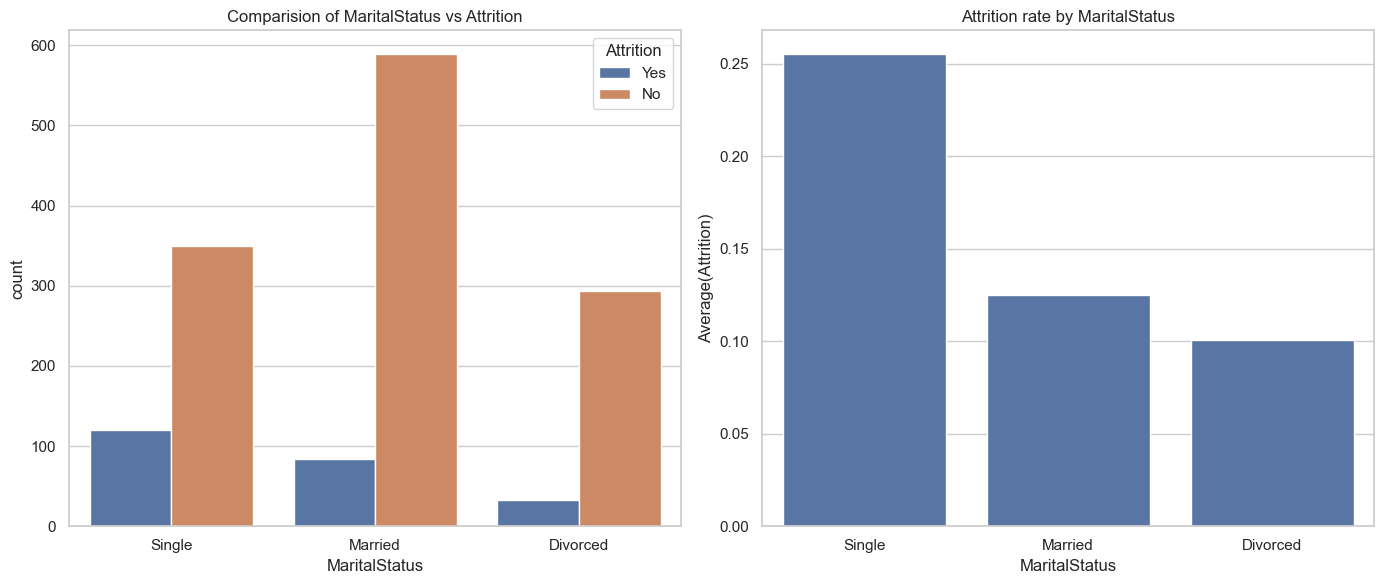 Comparision of MaritalStatus vs Attrition
600
500
400
300
200
100
0
count
Attrition
Yes
No
Single Married Divorced
MaritalStatus
Attrition rate by MaritalStatus
0.25
0.20
0.15
0.10
0.05
0.00
Average(Attrition)
Single Married Divorced
MaritalStatus